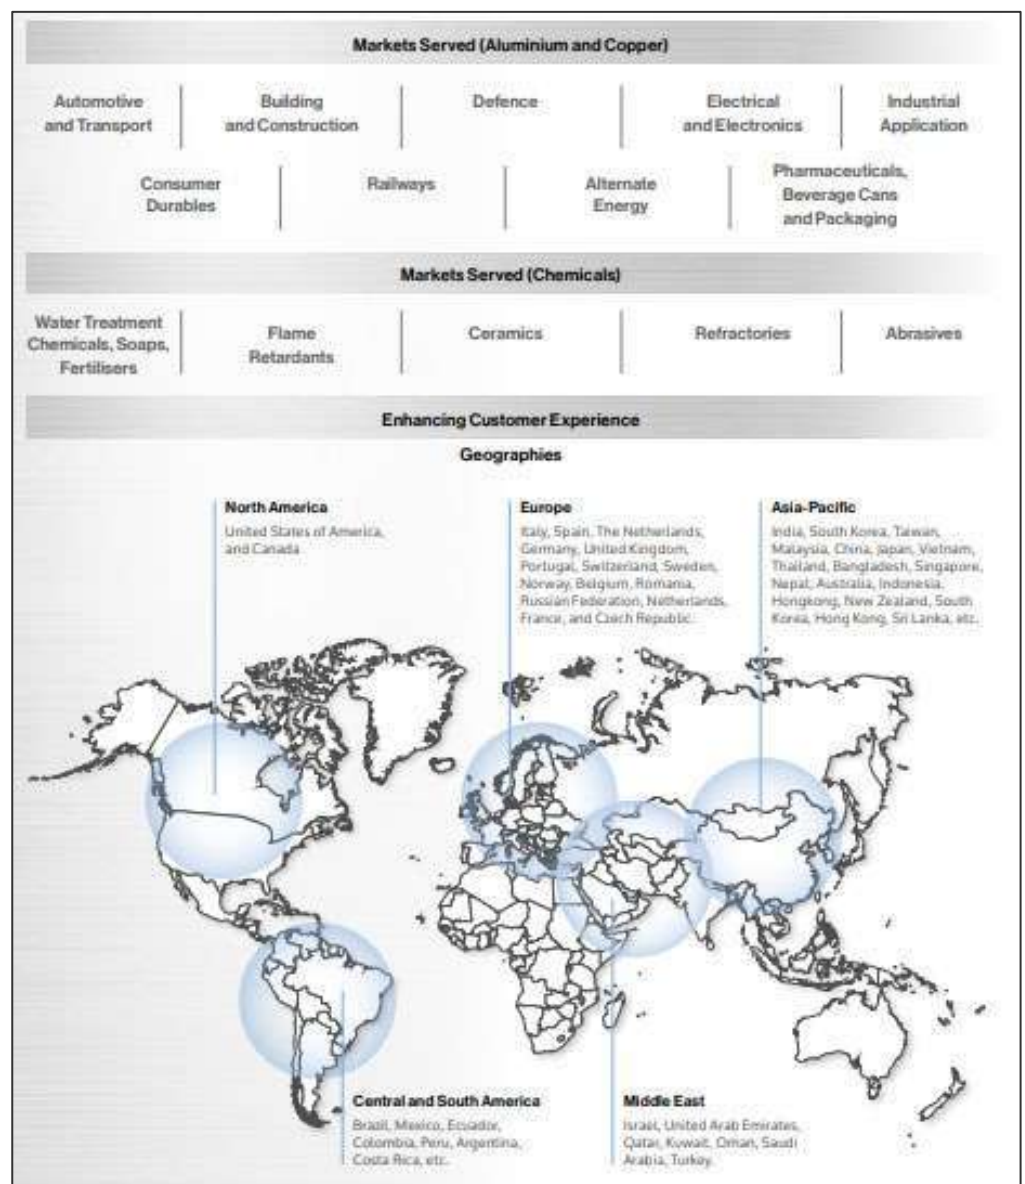 Markets Served (Aluminium and Copper)
Automotive
and Transport
Building
and Construction
Defence
Electrical
and Electronics
Industrial
Application
Consumer
Durables
Railways
Alternate
Energy
Pharmaceuticals,
Beverage Cans
and Packaging
Markets Served (Chemicals)
Water Treatment
Chemicals, Soaps,
Fertilisers
Flame
Retardants
Ceramics
Refractories
Abrasives
Enhancing Customer Experience
Geographies
North America
United States of America,
and Canada
Europe
Italy, Spain, The Netherlands,
Germany, United Kingdom,
Portugal, Switzerland, Sweden,
Norway, Belgium, Romania,
Russian Federation, Netherlands,
France, and Czech Republic.
Asia-Pacific
India, South Korea, Taiwan,
Malaysia, China, Japan, Vietnam,
Thailand, Bangladesh, Singapore,
Nepal, Australia, Indonesia,
Hongkong, New Zealand, South
Korea, Hong Kong, Sri Lanka, etc.
Central and South America
Brazil, Mexico, Ecuador,
Colombia, Peru, Argentina,
Costa Rica, etc.
Middle East
Israel, United Arab Emirates,
Qatar, Kuwait, Oman, Saudi
Arabia, Turkey.